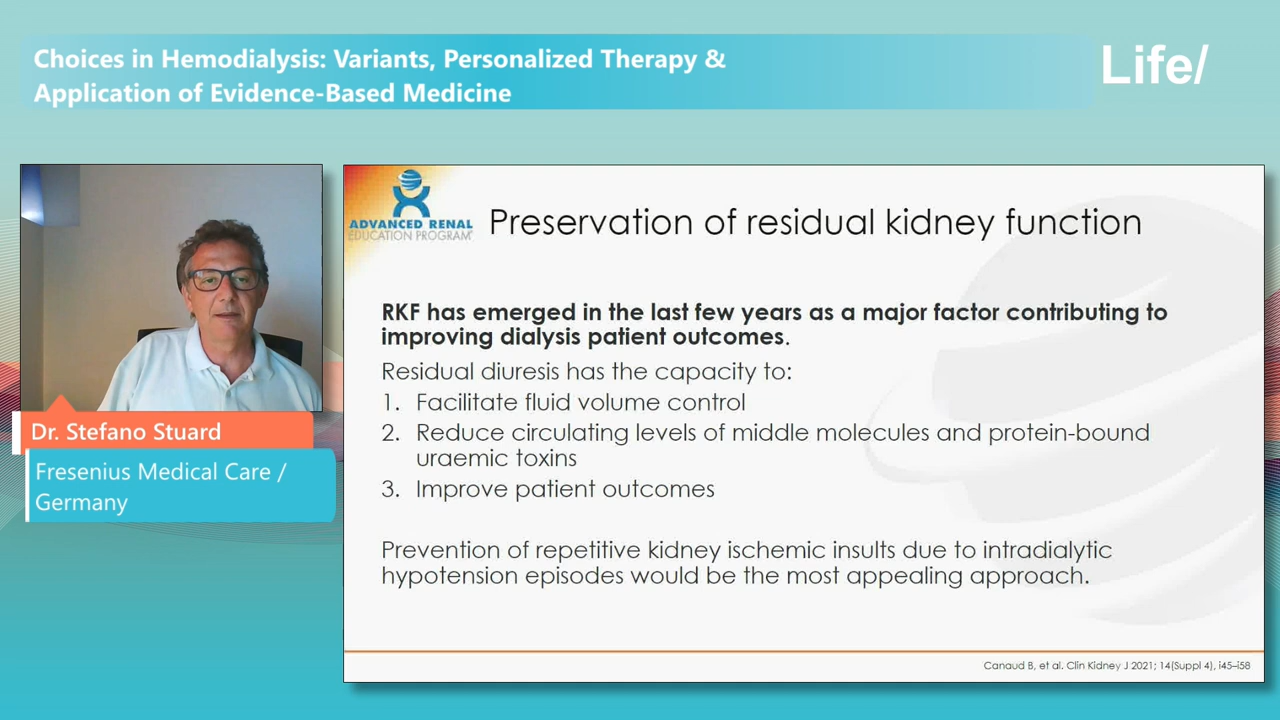 Choices in Hemodialysis: Variants, Personalized Therapy &
Application of Evidence-Based Medicine
Life/
Dr. Stefano Stuard
Fresenius Medical Care /
Germany
ADVANCED RENAL
EDUCATION PROGRAM®
Preservation of residual kidney function
RKF has emerged in the last few years as a major factor contributing to
improving dialysis patient outcomes.
Residual diuresis has the capacity to:
1. Facilitate fluid volume control
2. Reduce circulating levels of middle molecules and protein-bound
uraemic toxins
3. Improve patient outcomes
Prevention of repetitive kidney ischemic insults due to intradialytic
hypotension episodes would be the most appealing approach.
Canaud B, et al. Clin Kidney J 2021; 14(Suppl 4), i45–i58